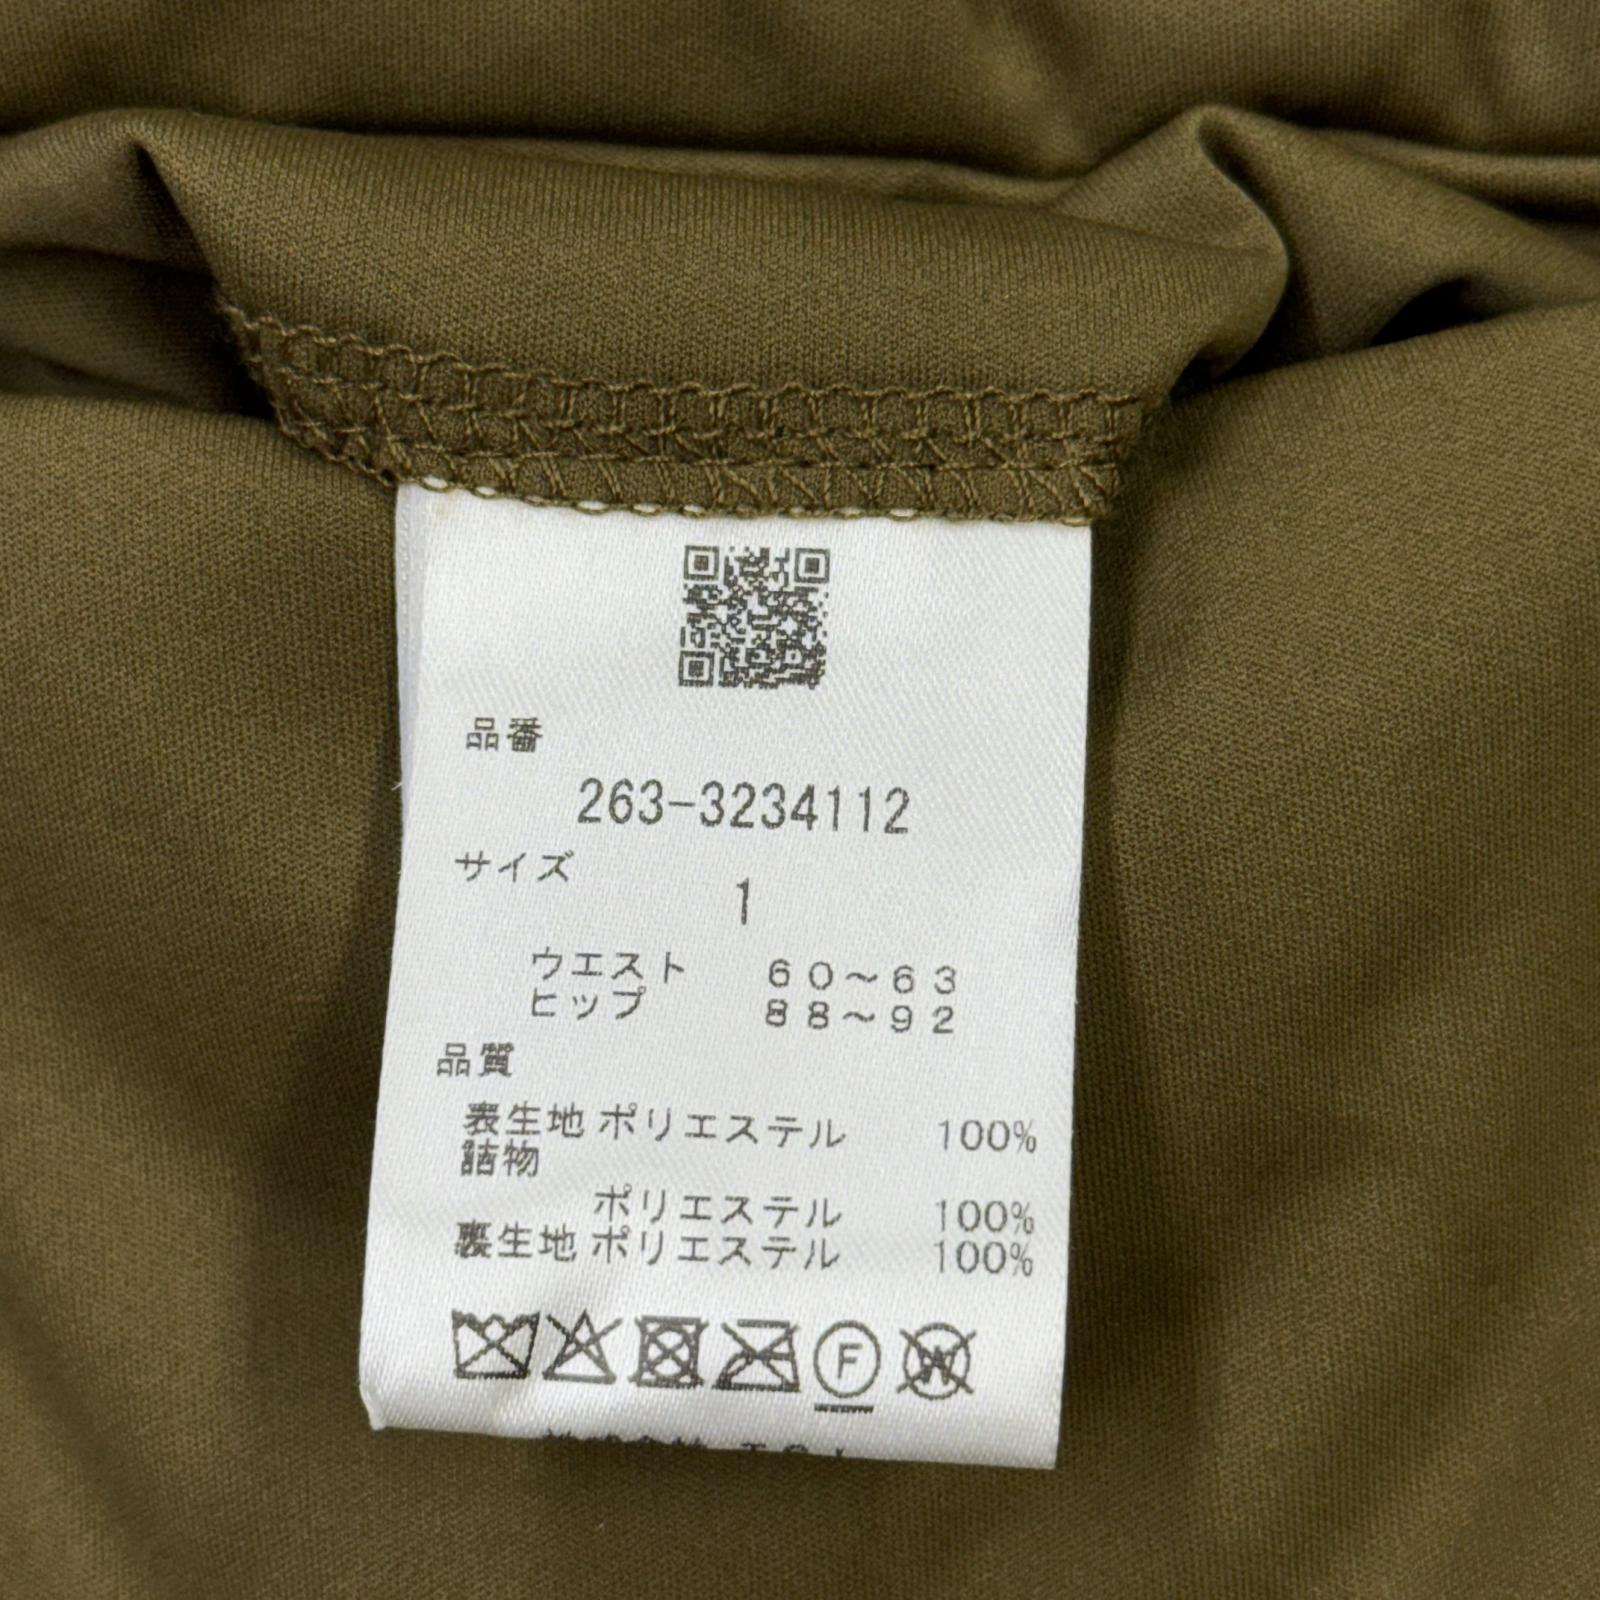 品番
263-3234112
サイズ
1
ウエスト 60〜63
ヒップ 88〜92
品質
表生地 ポリエステル 100%
詰物
ポリエステル 100%
裏生地 ポリエステル 100%
F
W